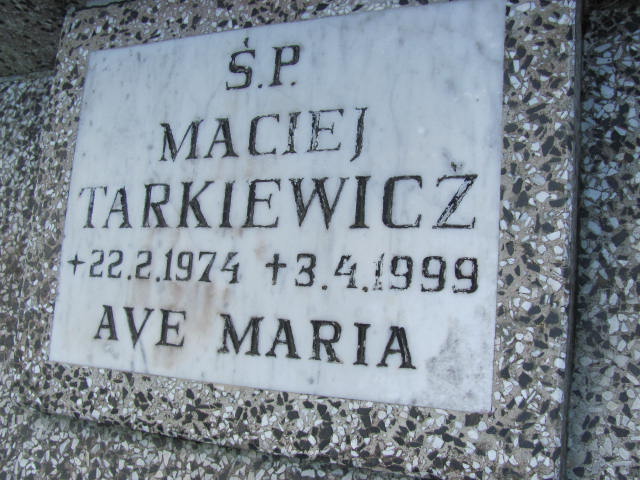 Ś.P.
MACIEJ
TARKIEWICŻ
+22.2.1974 ✝3.4.1999
AVE MARIA